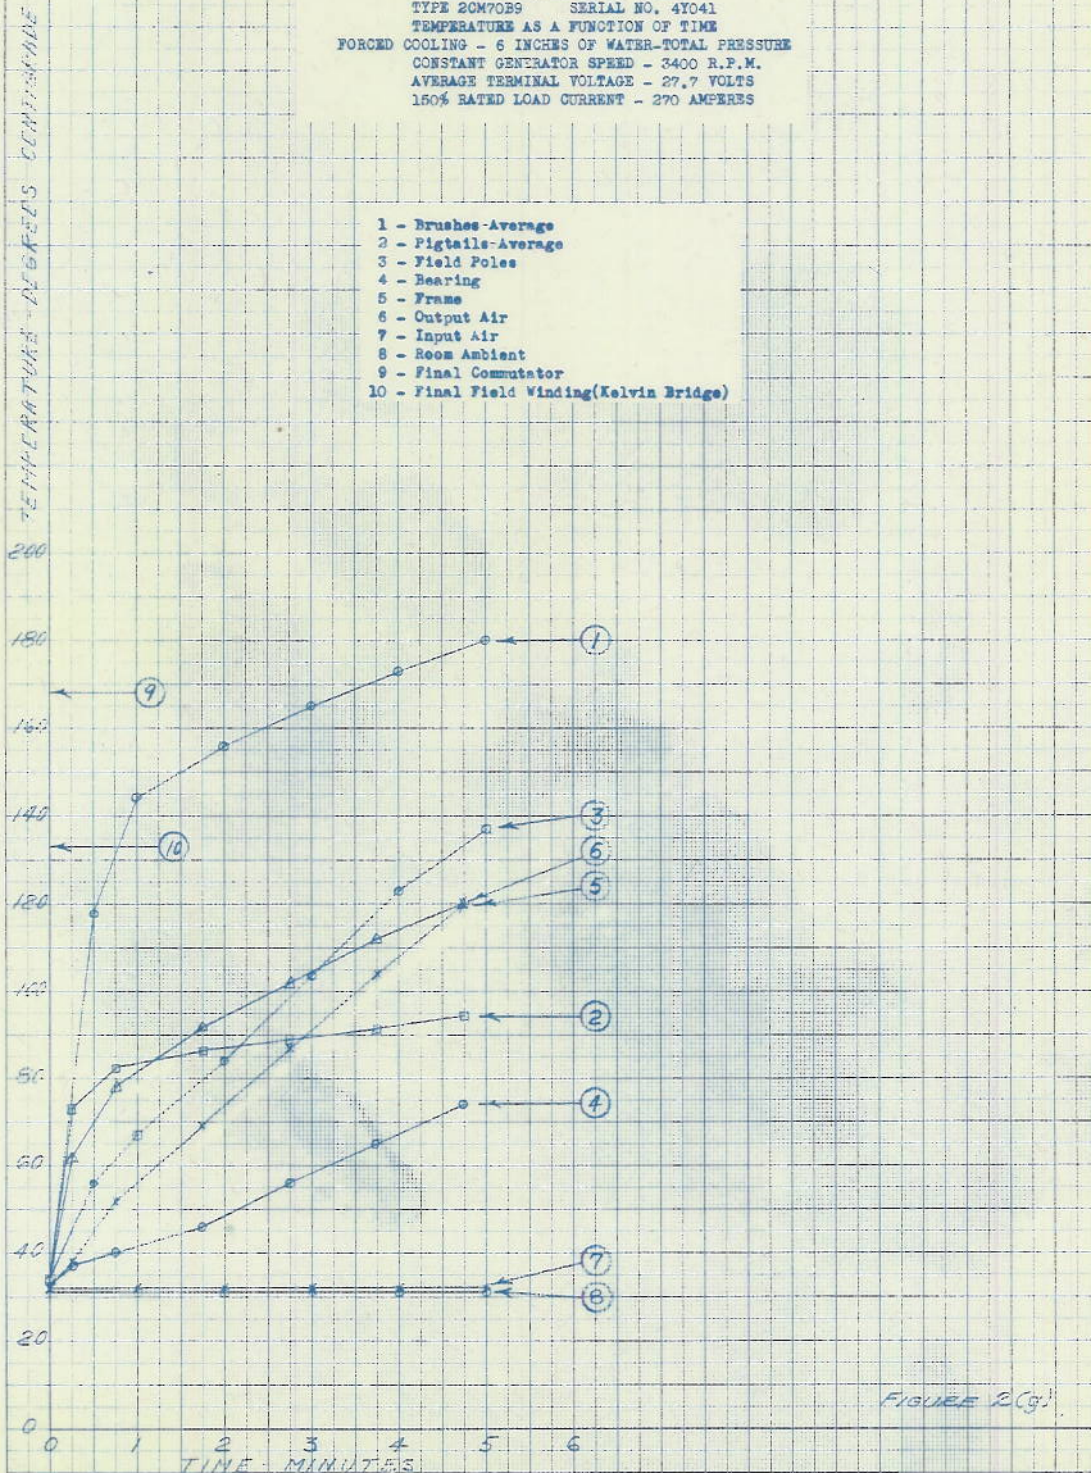 TYPE 2CM70B9 SERIAL NO. 4Y041
TEMPERATURE AS A FUNCTION OF TIME
FORCED COOLING - 6 INCHES OF WATER-TOTAL PRESSURE
CONSTANT GENERATOR SPEED - 3400 R.P.M.
AVERAGE TERMINAL VOLTAGE - 27.7 VOLTS
150% RATED LOAD CURRENT - 270 AMPERES
1 - Brushes-Average
2 - Pigtails-Average
3 - Field Poles
4 - Bearing
5 - Frame
6 - Output Air
7 - Input Air
8 - Room Ambient
9 - Final Commutator
10 - Final Field Winding(Kelvin Bridge)
TEMPERATURE - DEGREES CENTIGRADE
200
180
1
9
160
140
3
10
6
120
5
100
2
80
4
60
40
7
8
20
FIGURE 2(g)
0
0 1 2 3 4 5 6
TIME - MINUTES